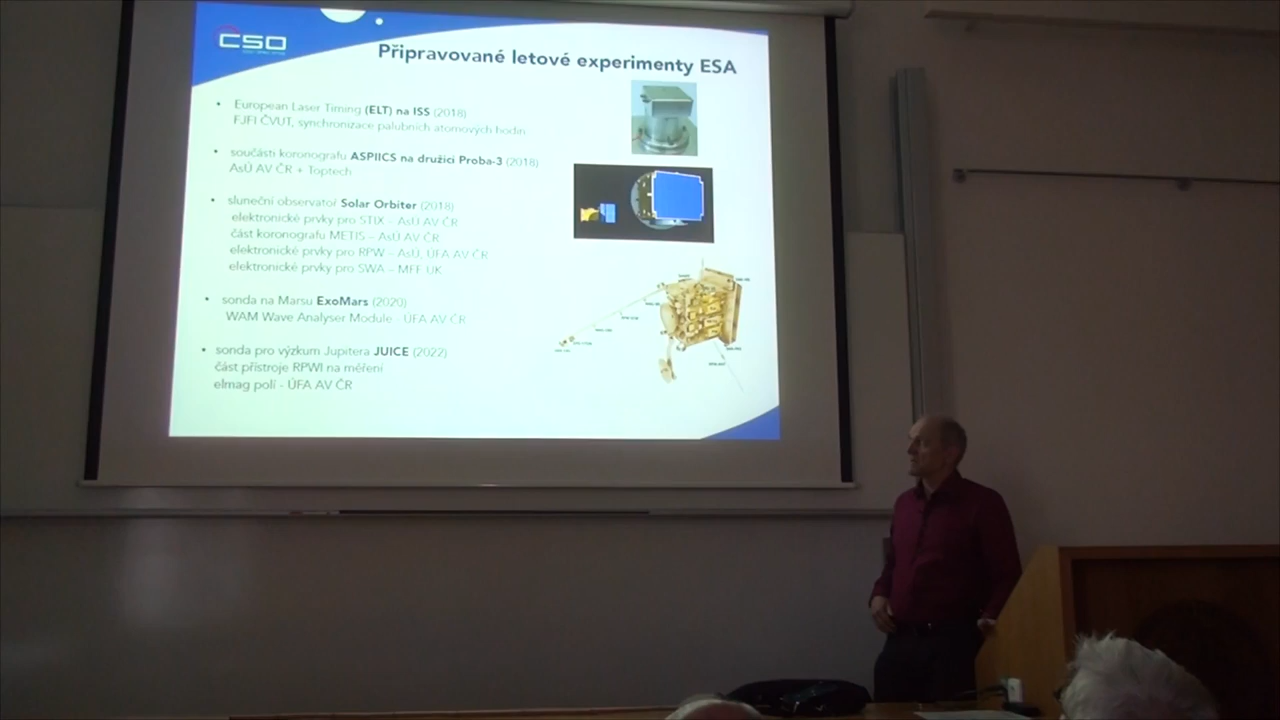 CSO
Připravované letové experimenty ESA
• European Laser Timing (ELT) na ISS (2018)
FJFI ČVUT, synchronizace palubních atomových hodin
• součásti koronografu ASPIICS na družici Proba-3 (2018)
AsÚ AV ČR + Toptech
• sluneční observatoř Solar Orbiter (2018)
elektronické prvky pro STIX – AsÚ AV ČR
část koronografu METIS – AsÚ AV ČR
elektronické prvky pro RPW – AsÚ, ÚFA AV ČR
elektronické prvky pro SWA – MFF UK
• sonda na Marsu ExoMars (2020)
WAM Wave Analyser Module - ÚFA AV ČR
• sonda pro výzkum Jupitera JUICE (2022)
část přístroje RPWI na měření
elmag polí - ÚFA AV ČR